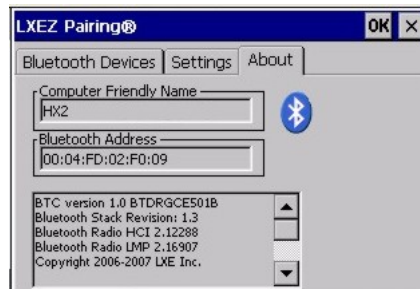 LXEZ Pairing® OK ×
Bluetooth Devices Settings About
Computer Friendly Name
HX2
Bluetooth Address
00:04:FD:02:F0:09
BTC version 1.0 BTDRGCE501B
Bluetooth Stack Revision: 1.3
Bluetooth Radio HCI 2.12288
Bluetooth Radio LMP 2.16907
Copyright 2006-2007 LXE Inc.